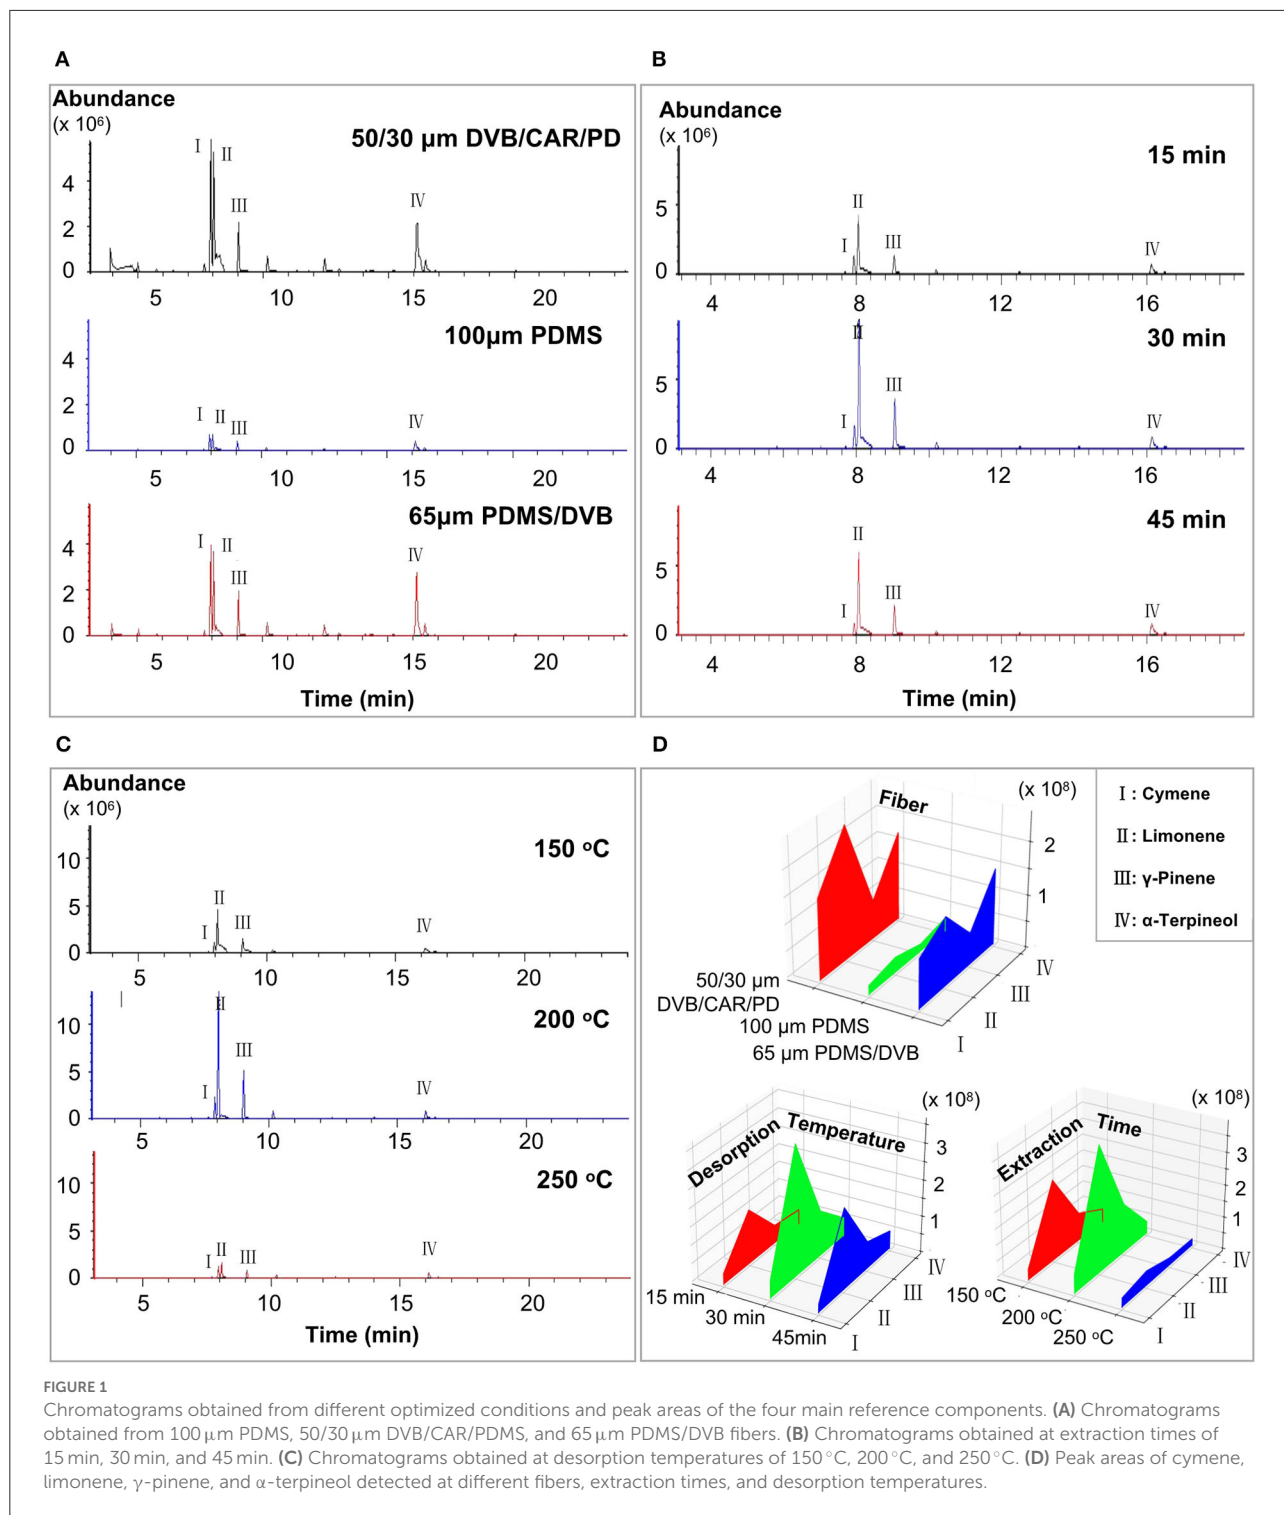 A
Abundance
(x 10⁶)
50/30 µm DVB/CAR/PD
I
II
III
IV
4
2
0
5 10 15 20
100µm PDMS
4
2
0
I II III IV
5 10 15 20
65µm PDMS/DVB
4
2
0
I II III IV
5 10 15 20
Time (min)
B
Abundance
(x 10⁶)
15 min
5
0
I II III IV
4 8 12 16
30 min
5
0
I II III IV
4 8 12 16
45 min
5
0
I II III IV
4 8 12 16
Time (min)
C
Abundance
(x 10⁶)
150 ºC
10
5
0
I II III IV
5 10 15 20
200 ºC
10
5
0
I II III IV
5 10 15 20
250 ºC
10
5
0
I II III IV
5 10 15 20
Time (min)
D
Fiber
(x 10⁸)
2
1
50/30 µm
DVB/CAR/PD
100 µm PDMS
65 µm PDMS/DVB
I II III IV
I : Cymene
II : Limonene
III : γ-Pinene
IV : α-Terpineol
Desorption Temperature
(x 10⁸)
3
2
1
15 min
30 min
45min
I II III IV
Extraction Time
(x 10⁸)
3
2
1
150 ºC
200 ºC
250 ºC
I II III IV
FIGURE 1
Chromatograms obtained from different optimized conditions and peak areas of the four main reference components. (A) Chromatograms
obtained from 100 µm PDMS, 50/30 µm DVB/CAR/PDMS, and 65 µm PDMS/DVB fibers. (B) Chromatograms obtained at extraction times of
15 min, 30 min, and 45 min. (C) Chromatograms obtained at desorption temperatures of 150 °C, 200 °C, and 250 °C. (D) Peak areas of cymene,
limonene, γ-pinene, and α-terpineol detected at different fibers, extraction times, and desorption temperatures.